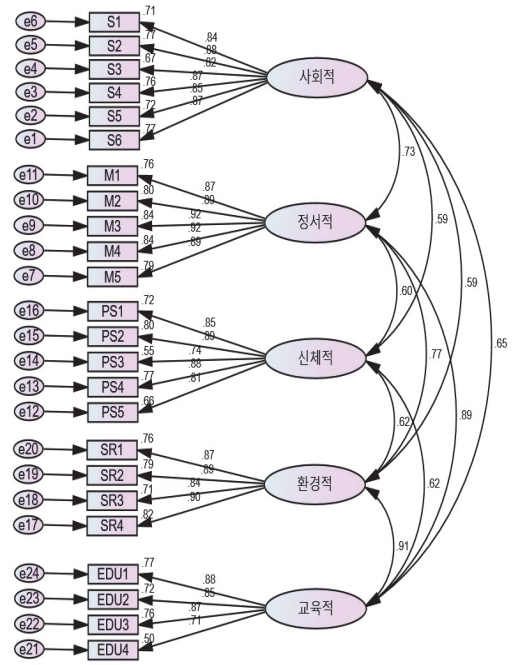 e6 S1 .71
e5 S2 .77
e4 S3 .67
e3 S4 .76
e2 S5 .72
e1 S6 .77
.84
.88
.82
.87
.85
사회적
e11 M1 .76
e10 M2 .80
e9 M3 .84
e8 M4 .84
e7 M5 .79
.87
.89
.92
.92
.89
정서적
e16 PS1 .72
e15 PS2 .80
e14 PS3 .55
e13 PS4 .77
e12 PS5 .66
.85
.89
.74
.88
.81
신체적
e20 SR1 .76
e19 SR2 .79
e18 SR3 .71
e17 SR4 .82
.87
.89
.84
.90
환경적
e24 EDU1 .77
e23 EDU2 .72
e22 EDU3 .76
e21 EDU4 .50
.88
.85
.87
.71
교육적
.73
.59
.59
.65
.60
.77
.89
.62
.62
.91